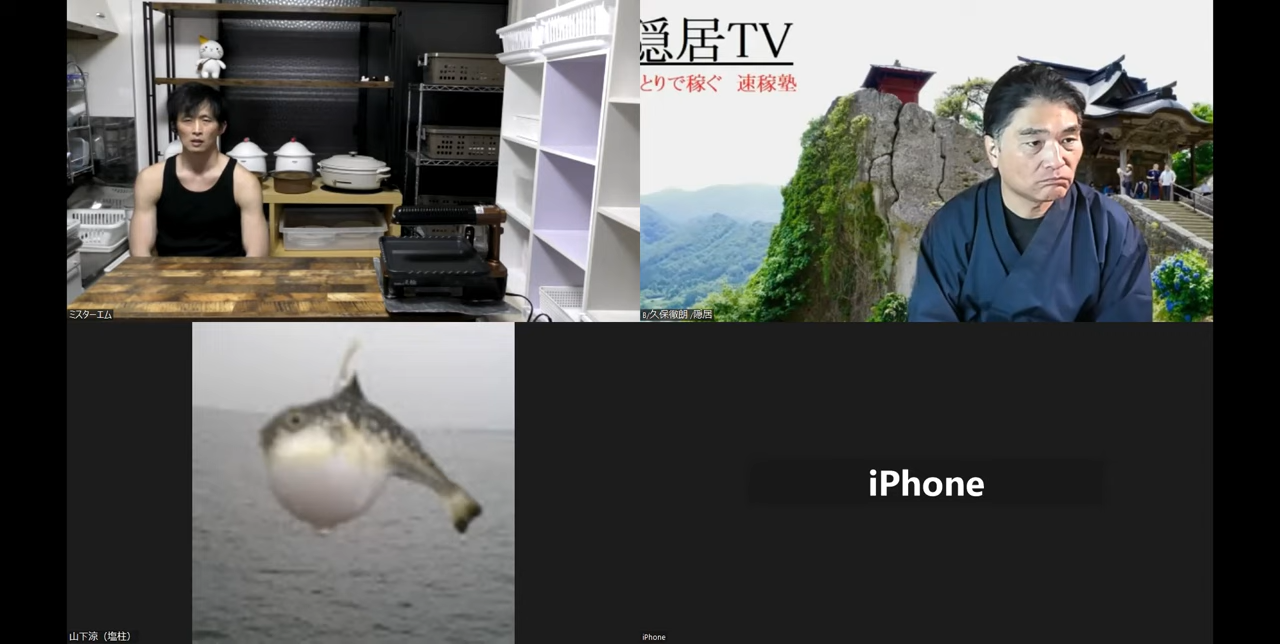 隠居TV
とりで稼ぐ 速稼塾
ミスターエム
8/久保徹朗/隠居
山下涼（塩柱）
iPhone
iPhone